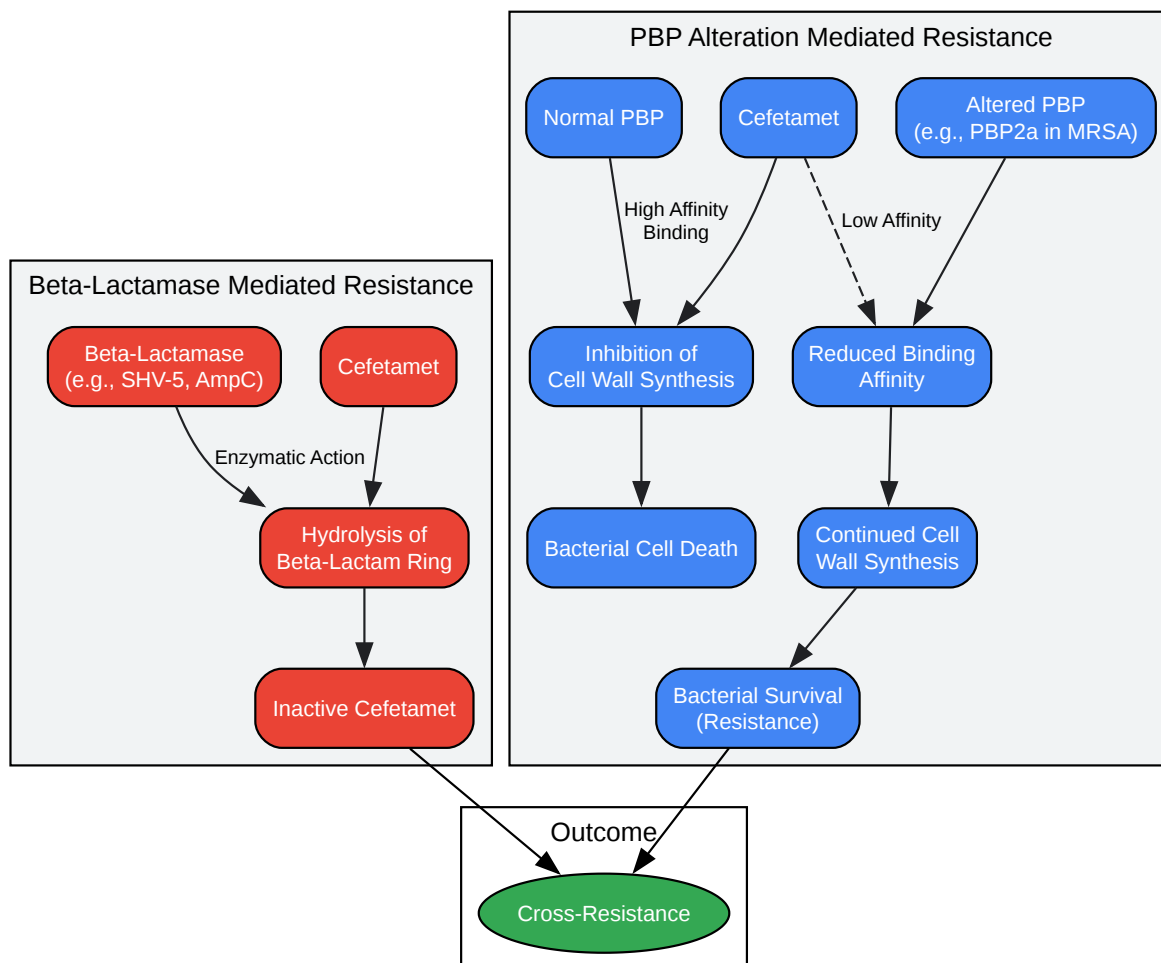 PBP Alteration Mediated Resistance
Normal PBP
Cefetamet
Altered PBP
(e.g., PBP2a in MRSA)
High Affinity
Binding
Low Affinity
Inhibition of
Cell Wall Synthesis
Reduced Binding
Affinity
Bacterial Cell Death
Continued Cell
Wall Synthesis
Bacterial Survival
(Resistance)
Beta-Lactamase Mediated Resistance
Beta-Lactamase
(e.g., SHV-5, AmpC)
Cefetamet
Enzymatic Action
Hydrolysis of
Beta-Lactam Ring
Inactive Cefetamet
Outcome
Cross-Resistance